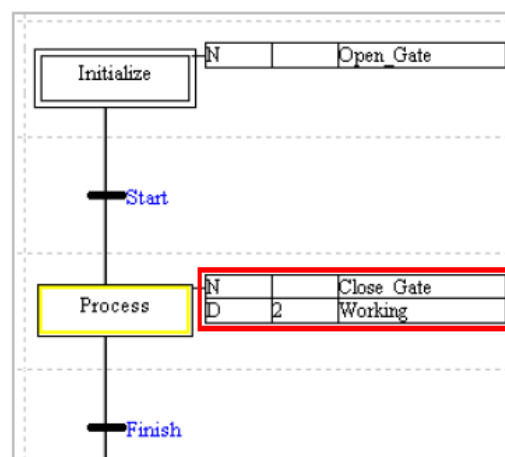 N Open_Gate
Initialize
Start
N Close_Gate
Process
D 2 Working
Finish